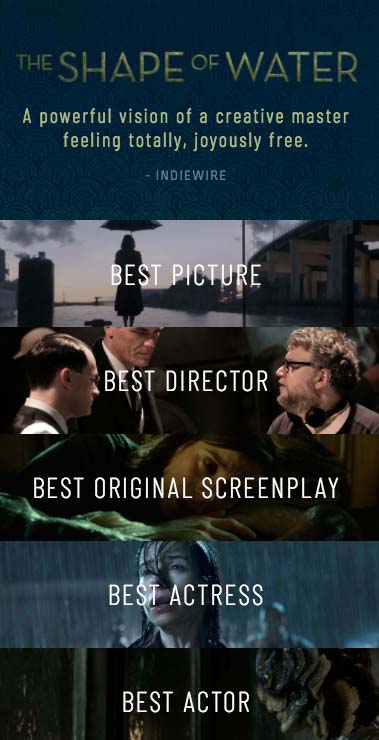 THE SHAPE OF WATER
A powerful vision of a creative master
feeling totally, joyously free.
- INDIEWIRE
BEST PICTURE
BEST DIRECTOR
BEST ORIGINAL SCREENPLAY
BEST ACTRESS
BEST ACTOR